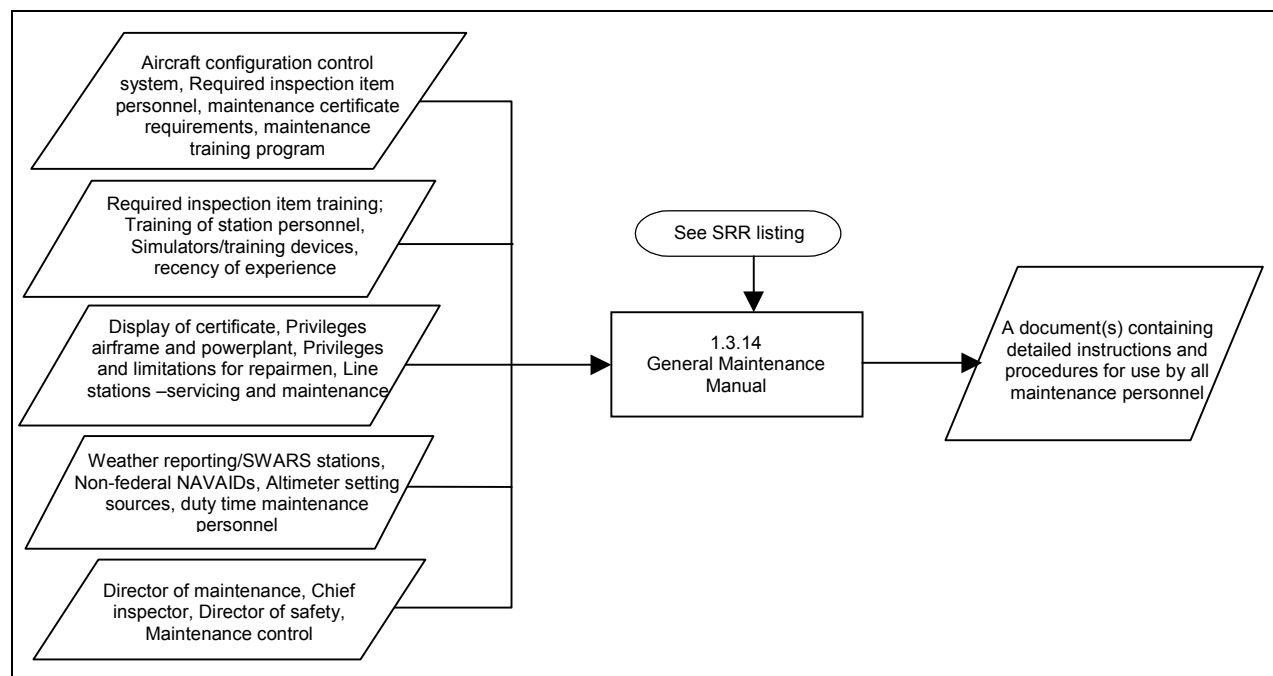 Aircraft configuration control
system, Required inspection item
personnel, maintenance certificate
requirements, maintenance
training program
Required inspection item training;
Training of station personnel,
Simulators/training devices,
recency of experience
Display of certificate, Privileges
airframe and powerplant, Privileges
and limitations for repairmen, Line
stations –servicing and maintenance
Weather reporting/SWARS stations,
Non-federal NAVAIDs, Altimeter setting
sources, duty time maintenance
personnel
Director of maintenance, Chief
inspector, Director of safety,
Maintenance control
See SRR listing
1.3.14
General Maintenance
Manual
A document(s) containing
detailed instructions and
procedures for use by all
maintenance personnel